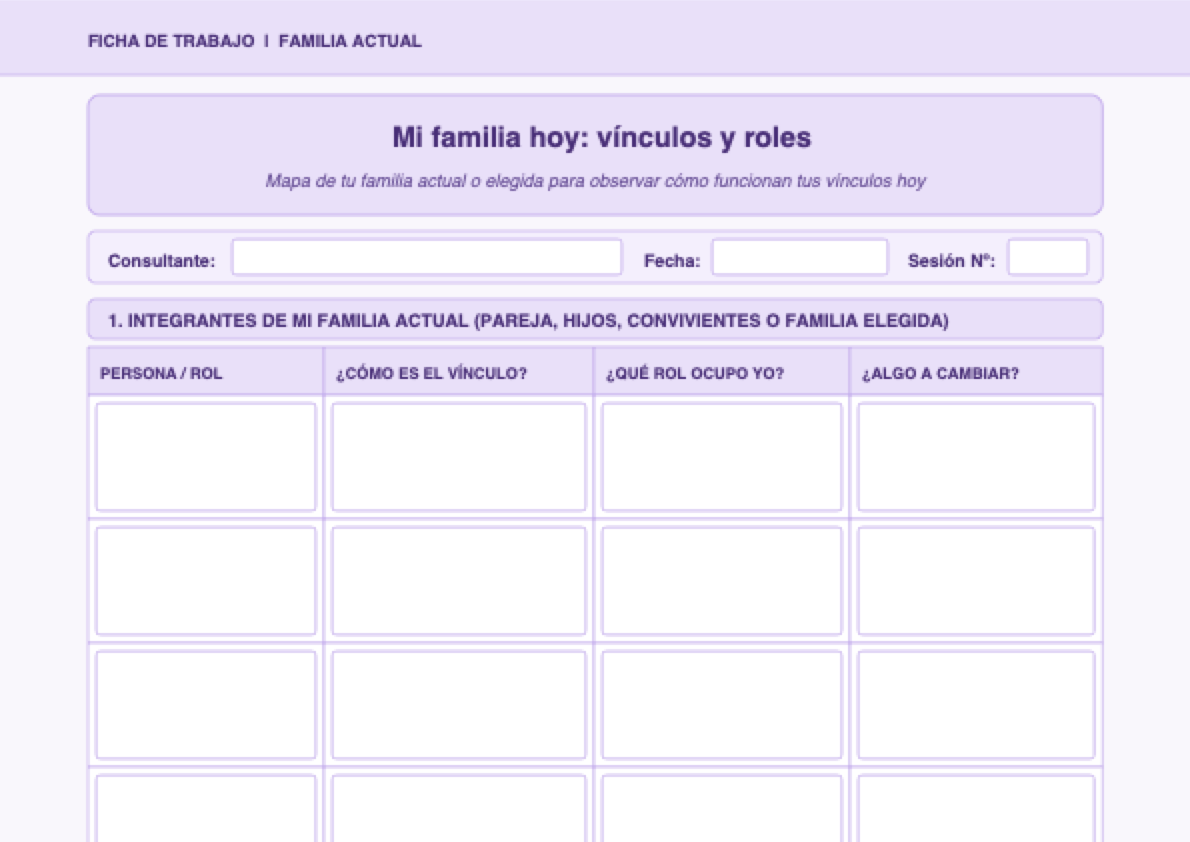 FICHA DE TRABAJO | FAMILIA ACTUAL
Mi familia hoy: vínculos y roles
Mapa de tu familia actual o elegida para observar cómo funcionan tus vínculos hoy
Consultante: Fecha: Sesión Nº:
1. INTEGRANTES DE MI FAMILIA ACTUAL (PAREJA, HIJOS, CONVIVIENTES O FAMILIA ELEGIDA)
PERSONA / ROL ¿CÓMO ES EL VÍNCULO? ¿QUÉ ROL OCUPO YO? ¿ALGO A CAMBIAR?